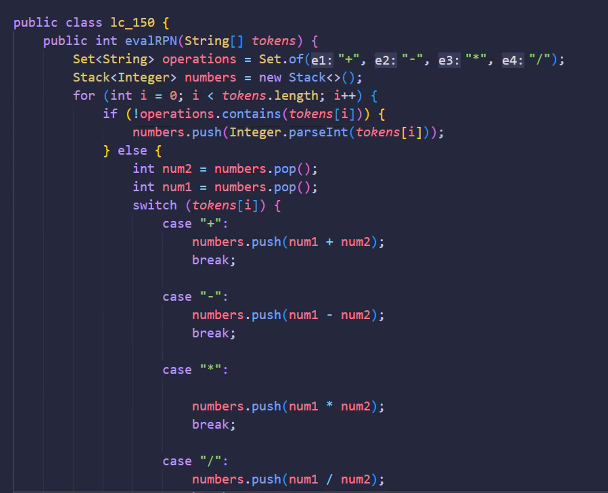 public class lc_150 {
public int evalRPN(String[] tokens) {
Set<String> operations = Set.of(e1: "+", e2: "-", e3: "*", e4: "/");
Stack<Integer> numbers = new Stack<>();
for (int i = 0; i < tokens.length; i++) {
if (!operations.contains(tokens[i])) {
numbers.push(Integer.parseInt(tokens[i]));
} else {
int num2 = numbers.pop();
int num1 = numbers.pop();
switch (tokens[i]) {
case "+":
numbers.push(num1 + num2);
break;
case "-":
numbers.push(num1 - num2);
break;
case "*":
numbers.push(num1 * num2);
break;
case "/":
numbers.push(num1 / num2);